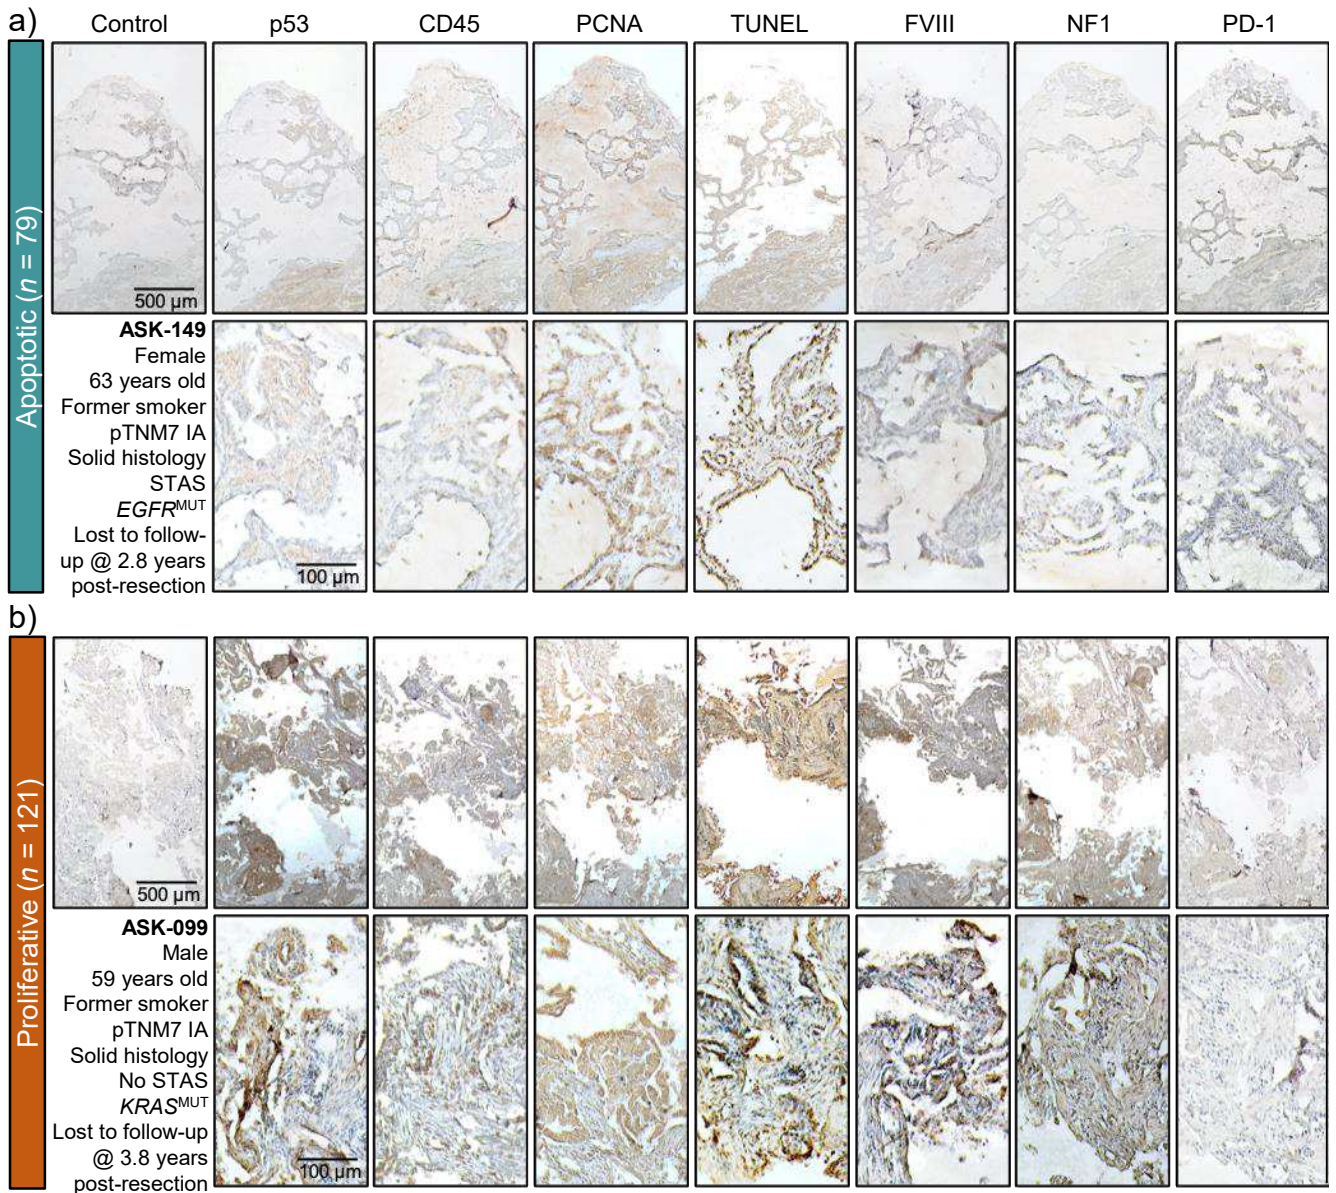 a)
Control
p53
CD45
PCNA
TUNEL
FVIII
NF1
PD-1
Apoptotic (n = 79)
500 µm
ASK-149
Female
63 years old
Former smoker
pTNM7 IA
Solid histology
STAS
EGFRMUT
Lost to follow-
up @ 2.8 years
post-resection
100 µm
b)
Proliferative (n = 121)
500 µm
ASK-099
Male
59 years old
Former smoker
pTNM7 IA
Solid histology
No STAS
KRASMUT
Lost to follow-up
@ 3.8 years
post-resection
100 µm